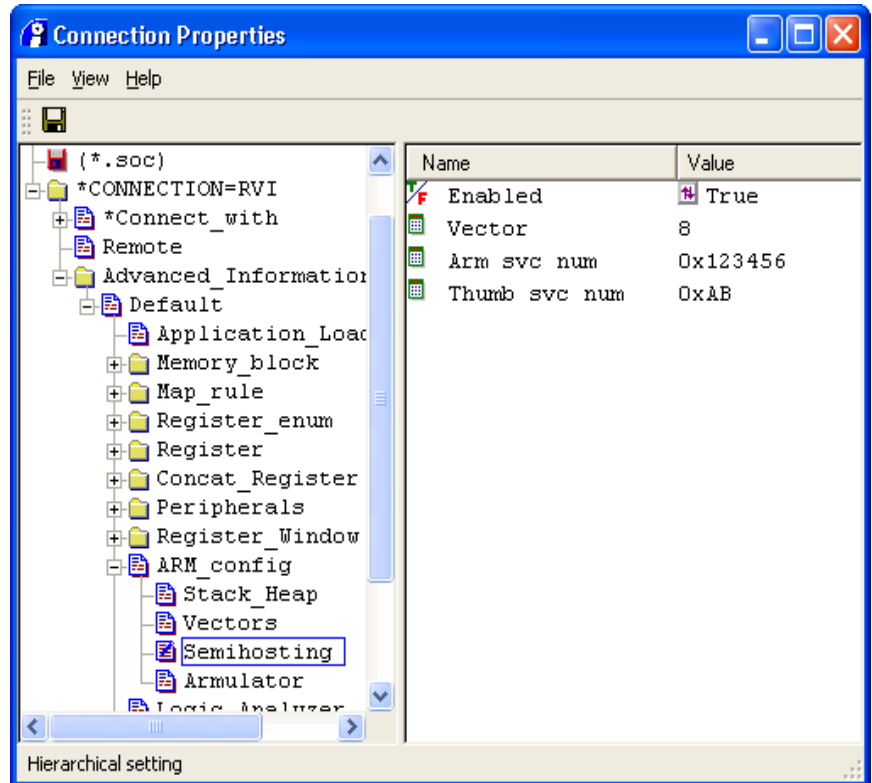 Connection Properties
File View Help
(*.soc)
*CONNECTION=RVI
*Connect_with
Remote
Advanced_Information
Default
Application_Load
Memory_block
Map_rule
Register_enum
Register
Concat_Register
Peripherals
Register_Window
ARM_config
Stack_Heap
Vectors
Semihosting
Armulator
Logic_Analyzer
Name Value
Enabled True
Vector 8
Arm svc num 0x123456
Thumb svc num 0xAB
Hierarchical setting